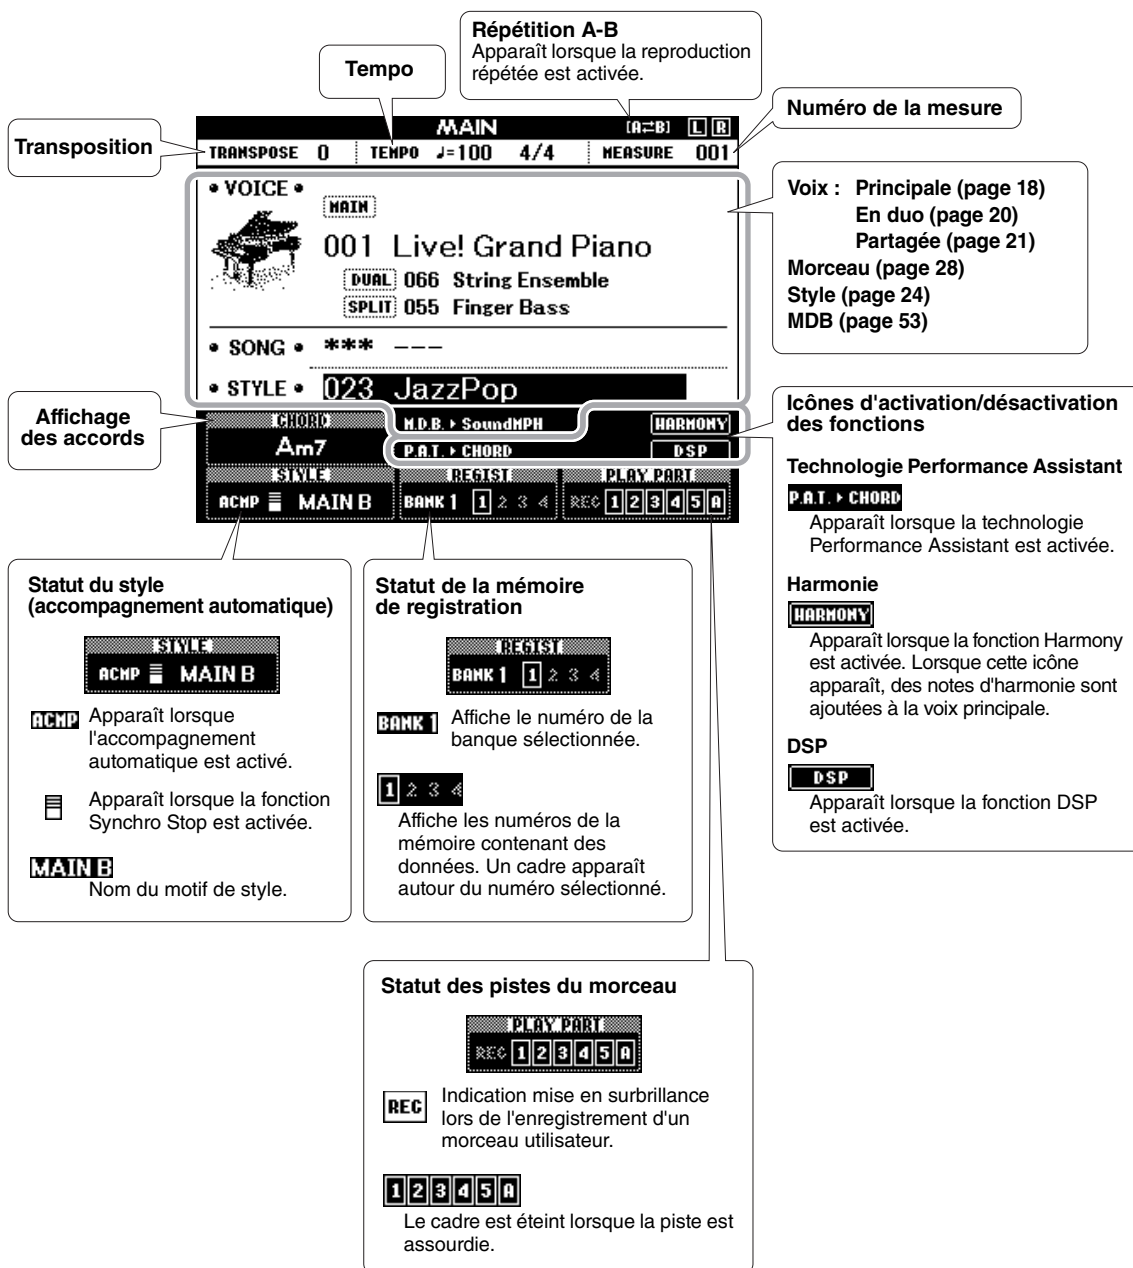 Répétition A-B
Apparaît lorsque la reproduction
répétée est activée.
Tempo
Numéro de la mesure
Transposition
MAIN [A⇄B] L R
TRANSPOSE 0 TEMPO ♩=100 4/4 MEASURE 001
• VOICE •
MAIN
001 Live! Grand Piano
DUAL 066 String Ensemble
SPLIT 055 Finger Bass
• SONG • *** ---
• STYLE • 023 JazzPop
CHORD M.D.B. ▸ SoundMPH HARMONY
Am7 P.A.T. ▸ CHORD DSP
STYLE REGIST PLAY PART
ACMP MAIN B BANK 1 1 2 3 4 REC 1 2 3 4 5 A
Voix : Principale (page 18)
En duo (page 20)
Partagée (page 21)
Morceau (page 28)
Style (page 24)
MDB (page 53)
Affichage
des accords
Icônes d'activation/désactivation
des fonctions
Technologie Performance Assistant
P.A.T. ▸ CHORD
Apparaît lorsque la technologie
Performance Assistant est activée.
Harmonie
HARMONY
Apparaît lorsque la fonction Harmony
est activée. Lorsque cette icône
apparaît, des notes d'harmonie sont
ajoutées à la voix principale.
DSP
DSP
Apparaît lorsque la fonction DSP
est activée.
Statut du style
(accompagnement automatique)
STYLE
ACMP MAIN B
ACMP Apparaît lorsque
l'accompagnement
automatique est activé.
Apparaît lorsque la fonction
Synchro Stop est activée.
MAIN B
Nom du motif de style.
Statut de la mémoire
de registration
REGIST
BANK 1 1 2 3 4
BANK 1 Affiche le numéro de la
banque sélectionnée.
1 2 3 4
Affiche les numéros de la
mémoire contenant des
données. Un cadre apparaît
autour du numéro sélectionné.
Statut des pistes du morceau
PLAY PART
REC 1 2 3 4 5 A
REC Indication mise en surbrillance
lors de l'enregistrement d'un
morceau utilisateur.
1 2 3 4 5 A
Le cadre est éteint lorsque la piste est
assourdie.